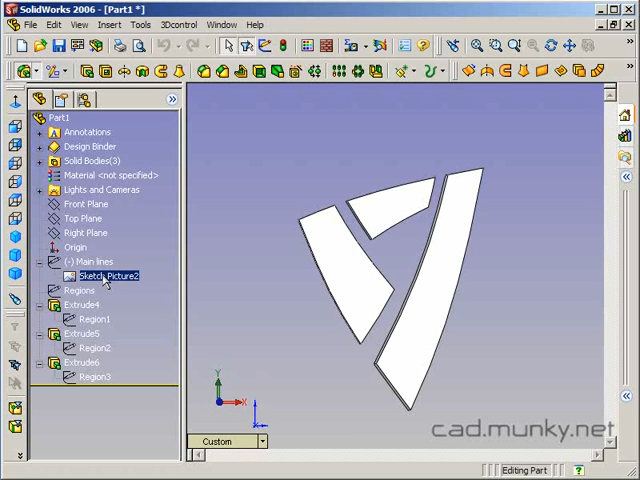 SolidWorks 2006 - [Part1 *]
File Edit View Insert Tools 3Dcontrol Window Help
Part1
Annotations
Design Binder
Solid Bodies(3)
Material <not specified>
Lights and Cameras
Front Plane
Top Plane
Right Plane
Origin
(-) Main lines
Sketch Picture2
Regions
Extrude4
Region1
Extrude5
Region2
Extrude6
Region3
Y
X
Custom
cad.munky.net
Editing Part